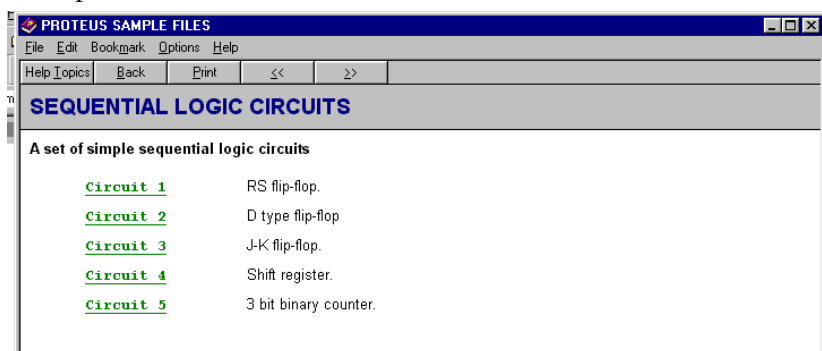 PROTEUS SAMPLE FILES
File Edit Bookmark Options Help
Help Topics Back Print << >>
SEQUENTIAL LOGIC CIRCUITS
A set of simple sequential logic circuits
Circuit 1 RS flip-flop.
Circuit 2 D type flip-flop
Circuit 3 J-K flip-flop.
Circuit 4 Shift register.
Circuit 5 3 bit binary counter.